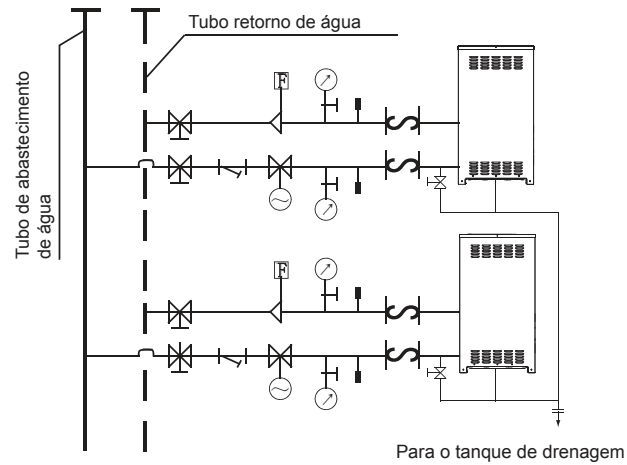 Tubo retorno de água
Tubo de abastecimento
de água
F
F
Para o tanque de drenagem